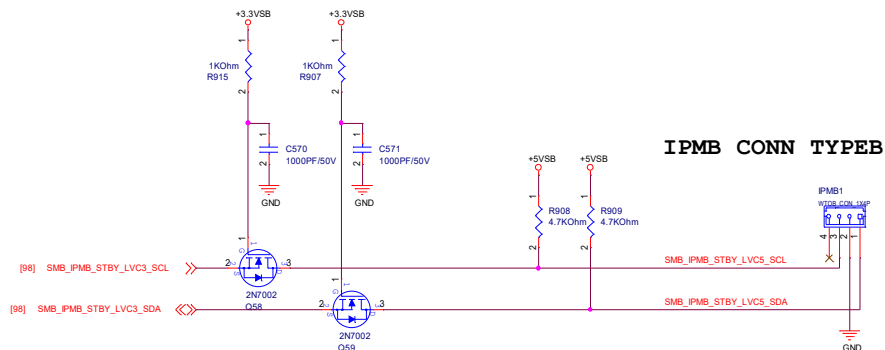 +3.3VSB
+3.3VSB
1
1
1KOhm
R915
1KOhm
R907
2
2
1
C570
1000PF/50V
2
GND
1
C571
1000PF/50V
2
GND
+5VSB
+5VSB
IPMB CONN TYPEB
1
1
R908
4.7KOhm
R909
4.7KOhm
2
2
IPMB1
WTOB_CON_1X4P
4
3
2
1
[98]
SMB_IPMB_STBY_LVC3_SCL
2
S
G
1
D
3
2N7002
Q58
SMB_IPMB_STBY_LVC5_SCL
[98]
SMB_IPMB_STBY_LVC3_SDA
2
S
G
1
D
3
2N7002
Q59
SMB_IPMB_STBY_LVC5_SDA
GND